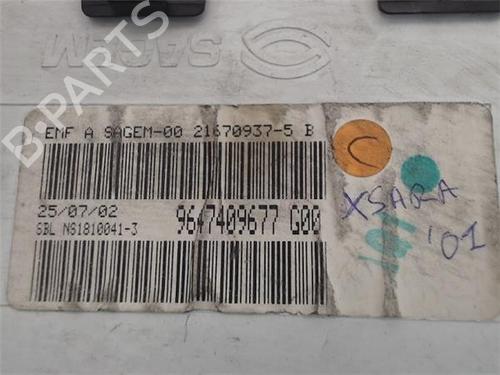 B-PARTS
SAGEM
EMF A SAGEM-00 21670937-5 B
25/07/02
9647409677 G00
SBL NS1810041-3
C
XSARA
'01